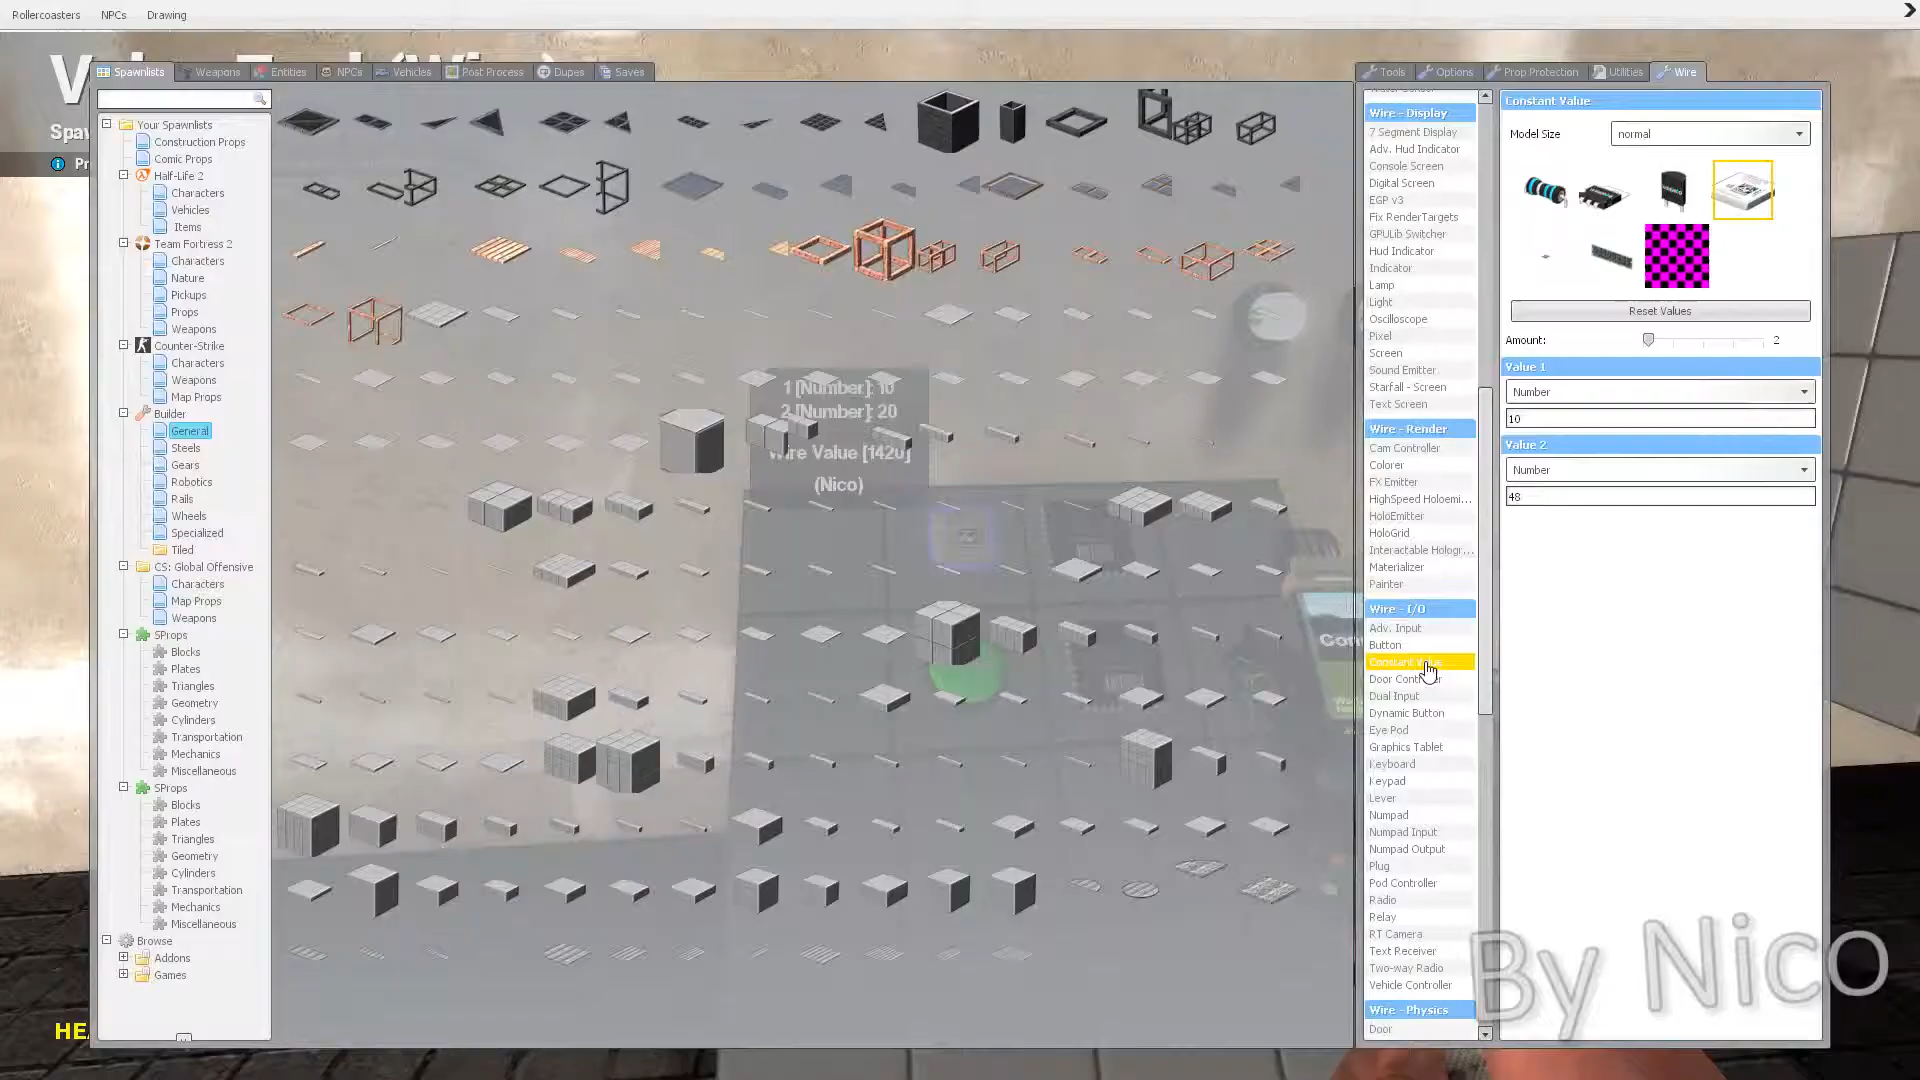 Rollercoasters NPCs Drawing
Spawnlists Weapons Entities NPCs Vehicles Post Process Dupes Saves
Tools Options Prop Protection Utilities Wire
Your Spawnlists
Construction Props
Comic Props
Half-Life 2
Characters
Vehicles
Items
Team Fortress 2
Characters
Nature
Pickups
Props
Weapons
Counter-Strike
Characters
Weapons
Map Props
Builder
General
Steels
Gears
Robotics
Rails
Wheels
Specialized
Tiled
CS: Global Offensive
Characters
Map Props
Weapons
SProps
Blocks
Plates
Triangles
Geometry
Cylinders
Transportation
Mechanics
Miscellaneous
SProps
Blocks
Plates
Triangles
Geometry
Cylinders
Transportation
Mechanics
Miscellaneous
Browse
Addons
Games
1 [Number]: 10
2 [Number]: 20
(Nico)
Wire - Display
7 Segment Display
Adv. Hud Indicator
Console Screen
Digital Screen
EGP v3
Fix RenderTargets
GPULib Switcher
Hud Indicator
Indicator
Lamp
Light
Oscilloscope
Pixel
Screen
Sound Emitter
Starfall - Screen
Text Screen
Wire - Render
Cam Controller
Colorer
FX Emitter
HighSpeed Holoemi...
HoloEmitter
HoloGrid
Interactable Hologr...
Materializer
Painter
Wire - I/O
Adv. Input
Button
Constant Value
Door Controller
Dual Input
Dynamic Button
Eye Pod
Graphics Tablet
Keyboard
Keypad
Lever
Numpad
Numpad Input
Numpad Output
Plug
Pod Controller
Radio
Relay
RT Camera
Text Receiver
Two-way Radio
Vehicle Controller
Wire - Physics
Door
Constant Value
Model Size normal
Reset Values
Amount: 2
Value 1
Number
10
Value 2
Number
48
By Nico